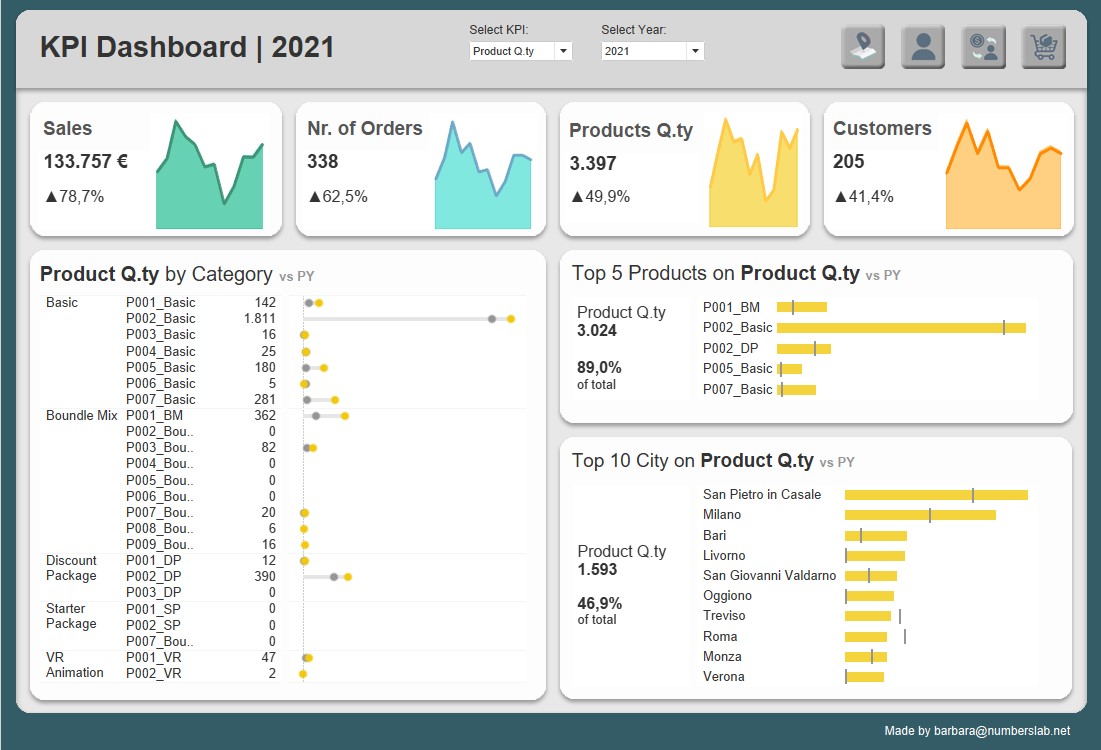 KPI Dashboard | 2021
Select KPI:
Product Q.ty
Select Year:
2021
Sales
133.757 €
▲78,7%
Nr. of Orders
338
▲62,5%
Products Q.ty
3.397
▲49,9%
Customers
205
▲41,4%
Product Q.ty by Category vs PY
Basic P001_Basic 142
P002_Basic 1.811
P003_Basic 16
P004_Basic 25
P005_Basic 180
P006_Basic 5
P007_Basic 281
Boundle Mix P001_BM 362
P002_Bou.. 0
P003_Bou.. 82
P004_Bou.. 0
P005_Bou.. 0
P006_Bou.. 0
P007_Bou.. 20
P008_Bou.. 6
P009_Bou.. 16
Discount P001_DP 12
Package P002_DP 390
P003_DP 0
Starter P001_SP 0
Package P002_SP 0
P007_Bou.. 0
VR P001_VR 47
Animation P002_VR 2
Top 5 Products on Product Q.ty vs PY
Product Q.ty
3.024
89,0%
of total
P001_BM
P002_Basic
P002_DP
P005_Basic
P007_Basic
Top 10 City on Product Q.ty vs PY
Product Q.ty
1.593
46,9%
of total
San Pietro in Casale
Milano
Bari
Livorno
San Giovanni Valdarno
Oggiono
Treviso
Roma
Monza
Verona
Made by barbara@numberslab.net